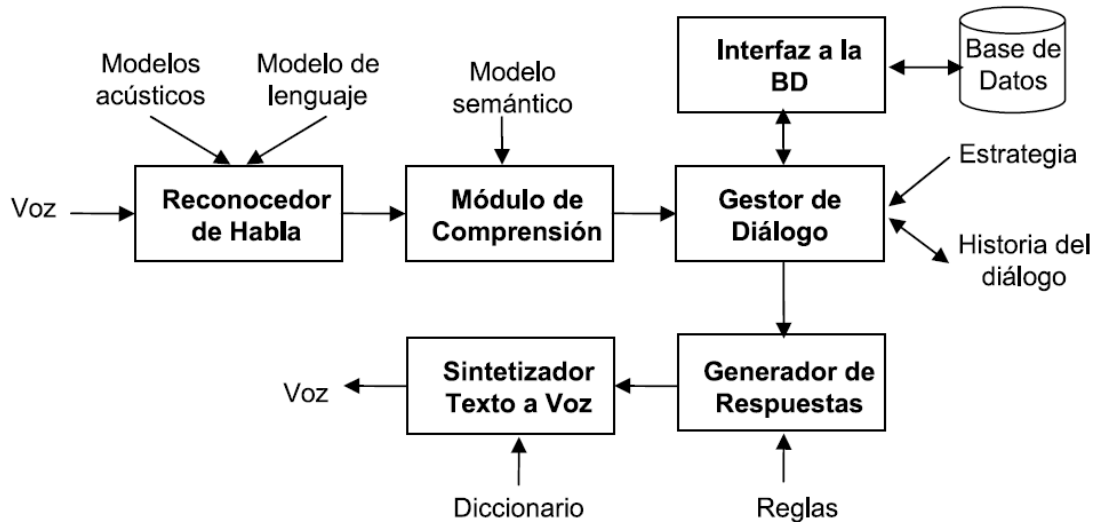 Modelos
acústicos
Modelo de
lenguaje
Modelo
semántico
Interfaz a la
BD
Base de
Datos
Voz
Reconocedor
de Habla
Módulo de
Comprensión
Gestor de
Diálogo
Estrategia
Historia del
diálogo
Voz
Sintetizador
Texto a Voz
Generador de
Respuestas
Diccionario
Reglas